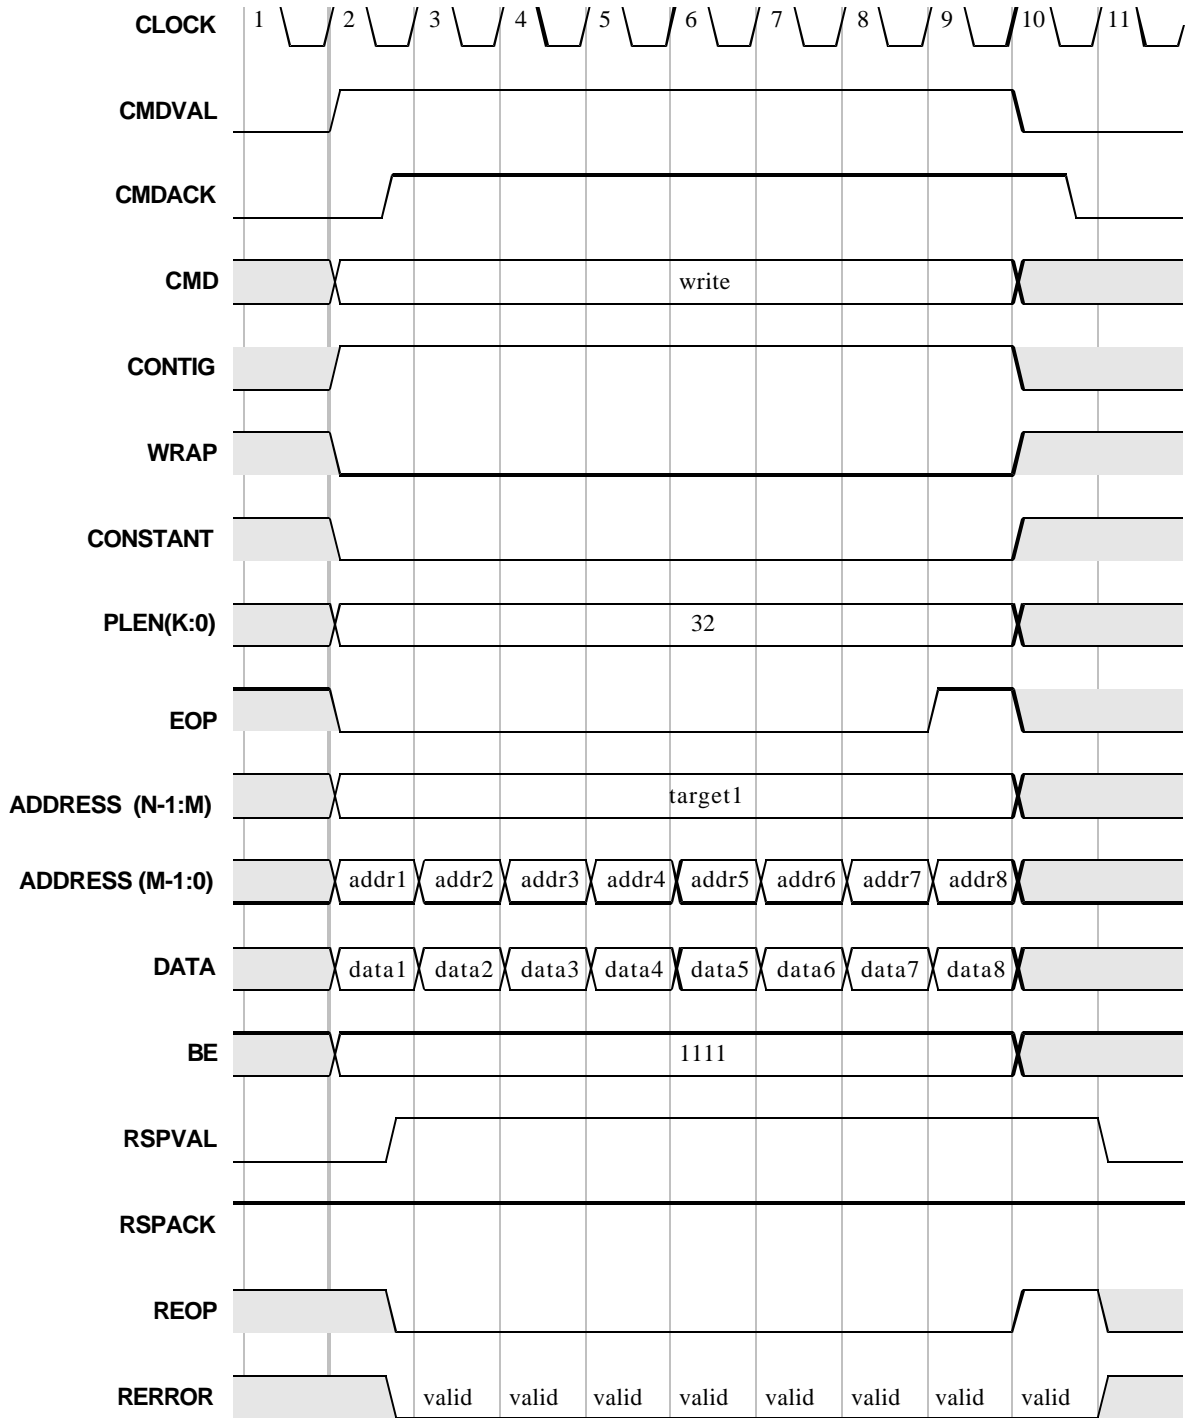 CLOCK 1 2 3 4 5 6 7 8 9 10 11
CMDVAL
CMDACK
CMD write
CONTIG
WRAP
CONSTANT
PLEN(K:0) 32
EOP
ADDRESS (N-1:M) target1
ADDRESS (M-1:0) addr1 addr2 addr3 addr4 addr5 addr6 addr7 addr8
DATA data1 data2 data3 data4 data5 data6 data7 data8
BE 1111
RSPVAL
RSPACK
REOP
RERROR valid valid valid valid valid valid valid valid